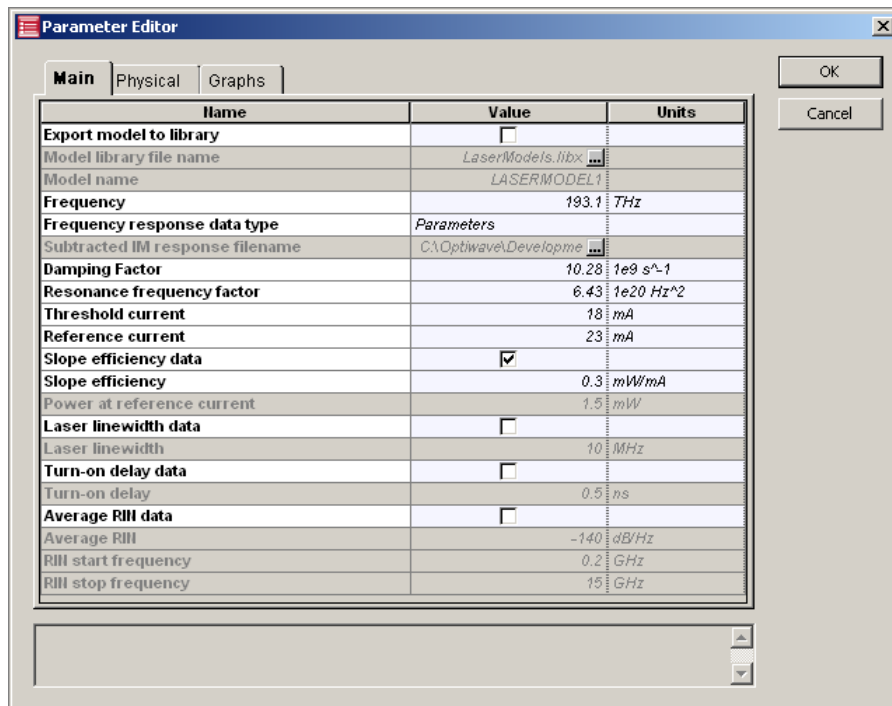 Parameter Editor
Main Physical Graphs
OK
Cancel
Name Value Units
Export model to library
Model library file name LaserModels.libx ...
Model name LASERMODEL1
Frequency 193.1 THz
Frequency response data type Parameters
Subtracted IM response filename C:\Optiwave\Developme ...
Damping Factor 10.28 1e9 s^-1
Resonance frequency factor 6.43 1e20 Hz^2
Threshold current 18 mA
Reference current 23 mA
Slope efficiency data
Slope efficiency 0.3 mW/mA
Power at reference current 1.5 mW
Laser linewidth data
Laser linewidth 10 MHz
Turn-on delay data
Turn-on delay 0.5 ns
Average RIN data
Average RIN -140 dB/Hz
RIN start frequency 0.2 GHz
RIN stop frequency 15 GHz